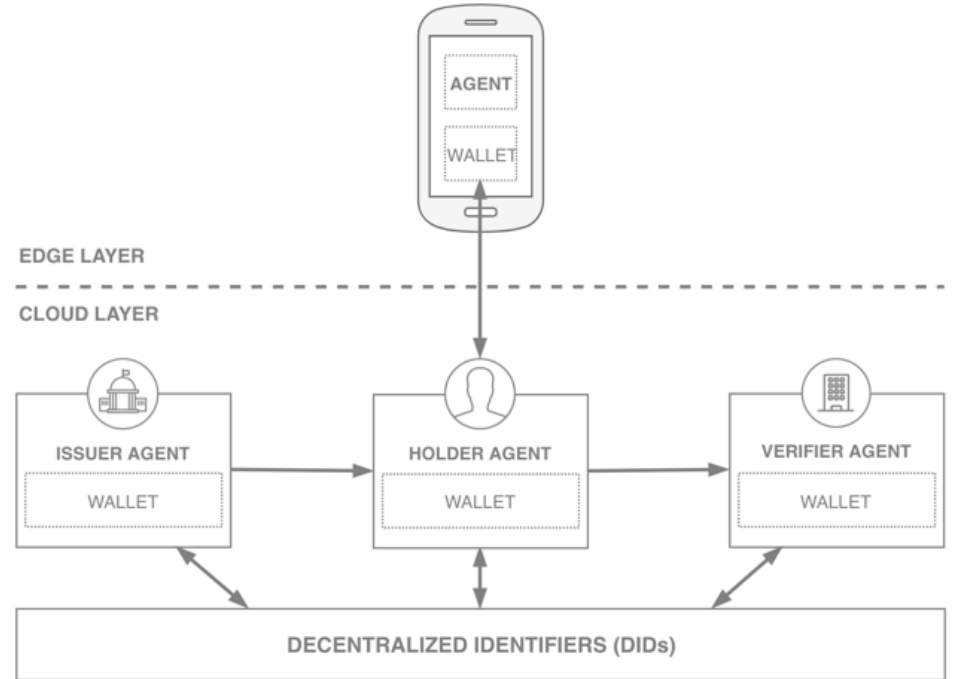 AGENT
WALLET
EDGE LAYER
CLOUD LAYER
ISSUER AGENT
WALLET
HOLDER AGENT
WALLET
VERIFIER AGENT
WALLET
DECENTRALIZED IDENTIFIERS (DIDs)